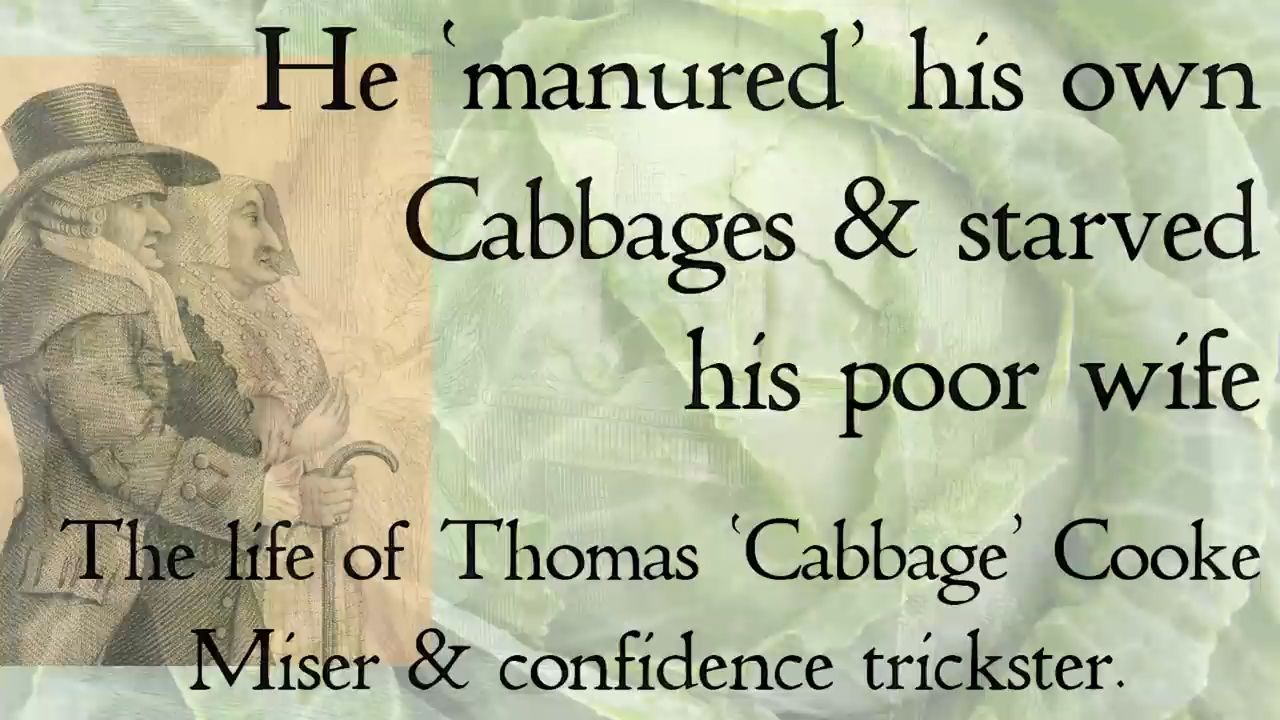 He ‘manured’ his own
Cabbages & starved
his poor wife
The life of Thomas ‘Cabbage’ Cooke
Miser & confidence trickster.